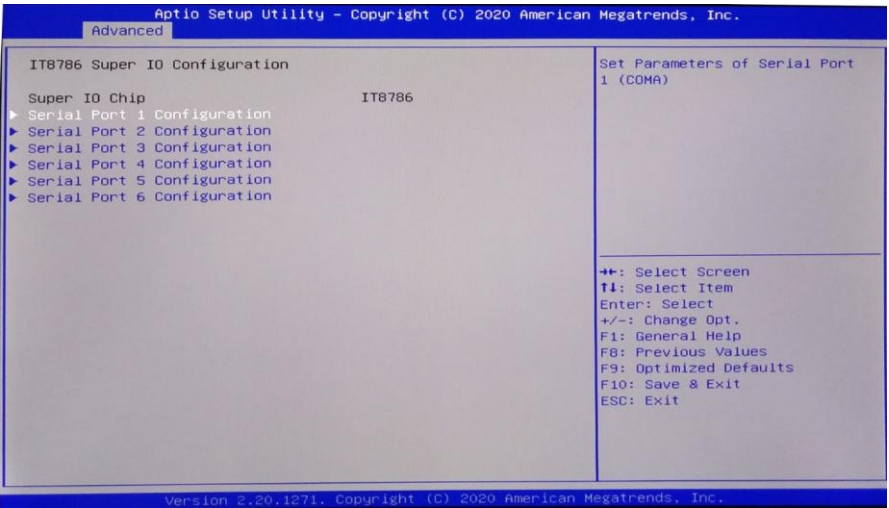 Aptio Setup Utility – Copyright (C) 2020 American Megatrends, Inc.
Advanced
IT8786 Super IO Configuration
Super IO Chip IT8786
▶ Serial Port 1 Configuration
▶ Serial Port 2 Configuration
▶ Serial Port 3 Configuration
▶ Serial Port 4 Configuration
▶ Serial Port 5 Configuration
▶ Serial Port 6 Configuration
Set Parameters of Serial Port
1 (COMA)
→←: Select Screen
↑↓: Select Item
Enter: Select
+/-: Change Opt.
F1: General Help
F8: Previous Values
F9: Optimized Defaults
F10: Save & Exit
ESC: Exit
Version 2.20.1271. Copyright (C) 2020 American Megatrends, Inc.